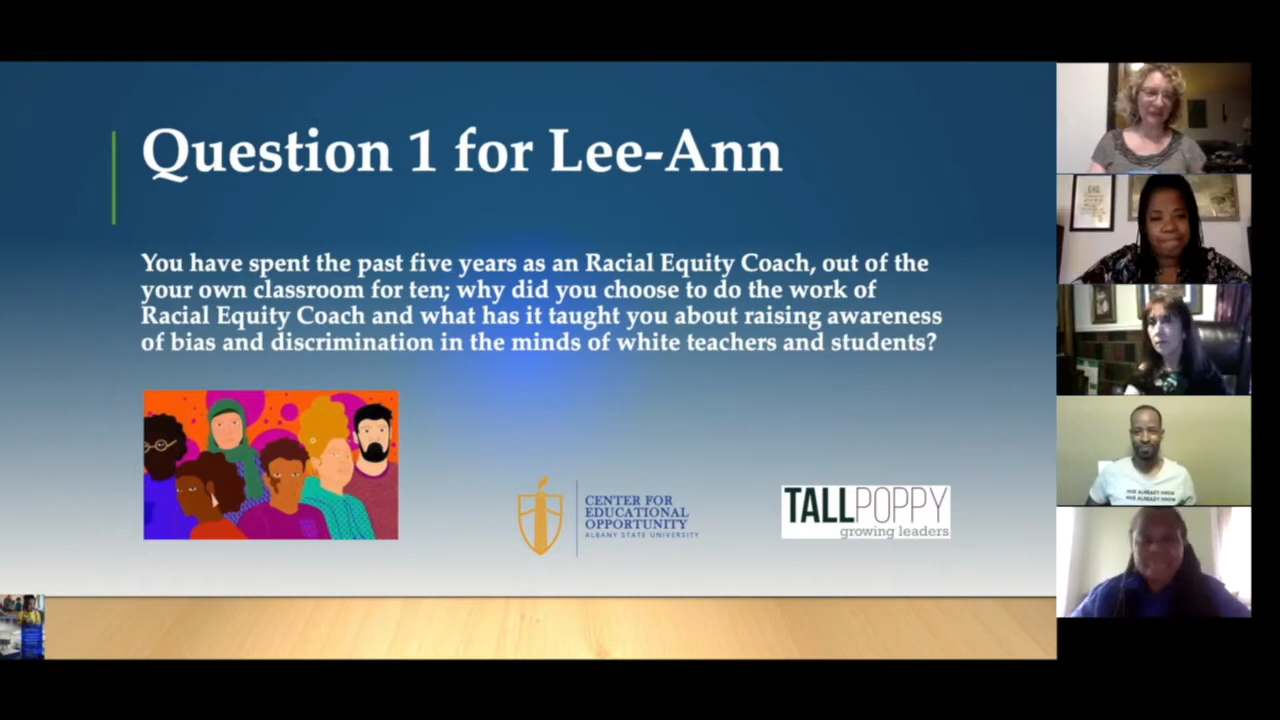 Question 1 for Lee-Ann
You have spent the past five years as an Racial Equity Coach, out of the
your own classroom for ten; why did you choose to do the work of
Racial Equity Coach and what has it taught you about raising awareness
of bias and discrimination in the minds of white teachers and students?
CENTER FOR
EDUCATIONAL
OPPORTUNITY
ALBANY STATE UNIVERSITY
TALLPOPPY
growing leaders